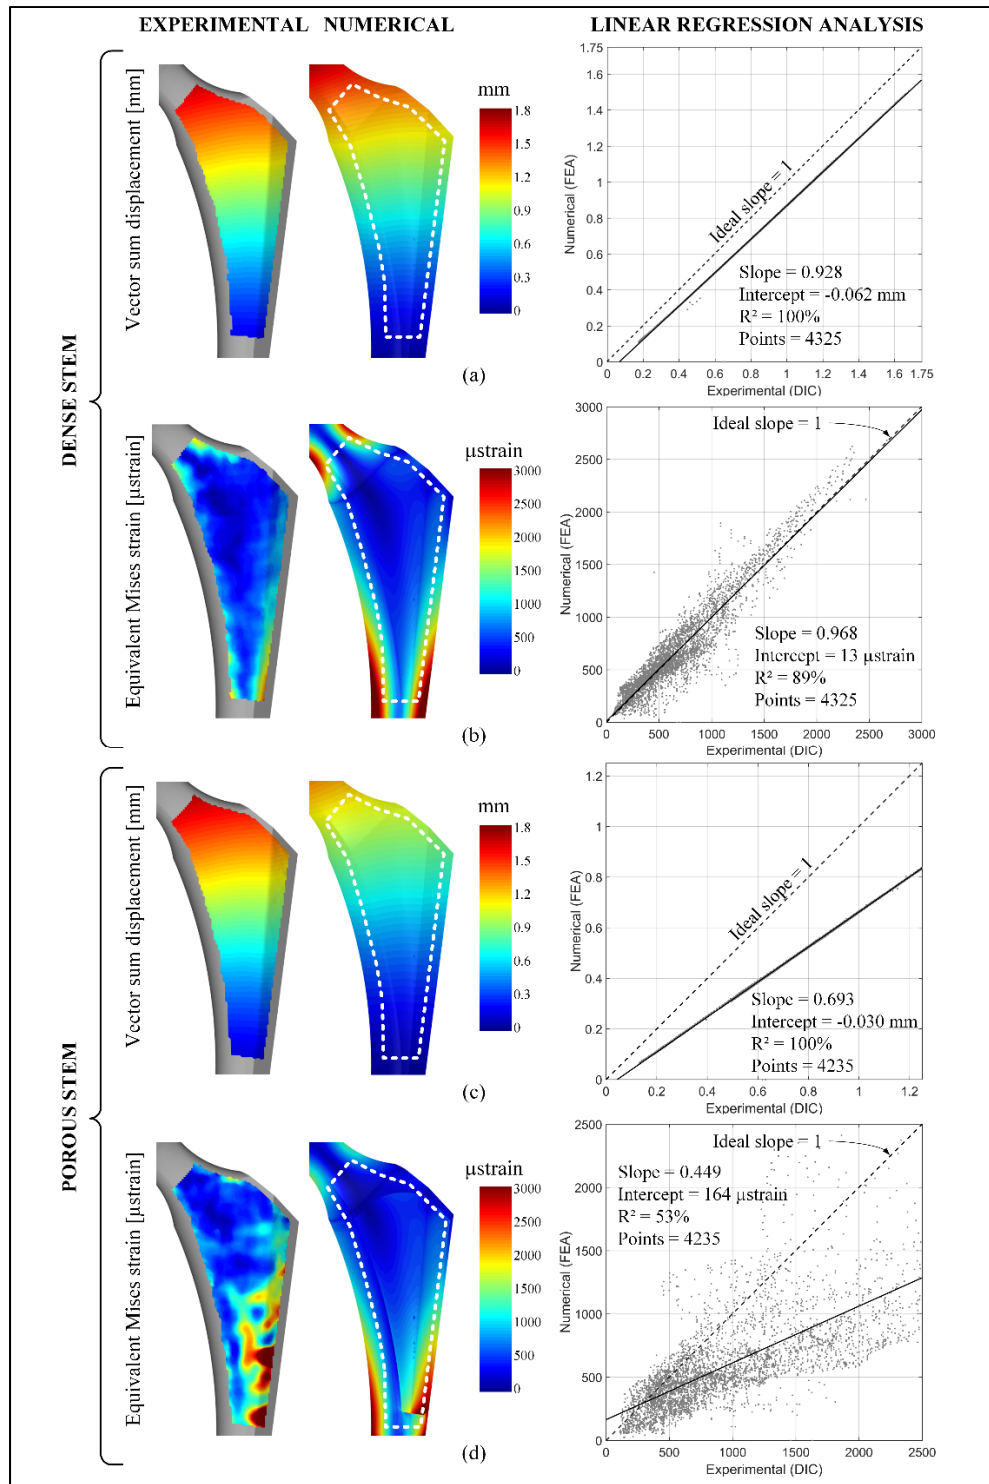 EXPERIMENTAL NUMERICAL LINEAR REGRESSION ANALYSIS
DENSE STEM
Vector sum displacement [mm]
mm
1.8
1.5
1.2
0.9
0.6
0.3
0
Numerical (FEA)
1.75
1.6
1.4
1.2
1
0.8
0.6
0.4
0.2
0
Ideal slope = 1
Slope = 0.928
Intercept = -0.062 mm
R² = 100%
Points = 4325
0 0.2 0.4 0.6 0.8 1 1.2 1.4 1.6 1.75
Experimental (DIC)
(a)
Equivalent Mises strain [µstrain]
µstrain
3000
2500
2000
1500
1000
500
0
Numerical (FEA)
3000
2500
2000
1500
1000
500
0
Ideal slope = 1
Slope = 0.968
Intercept = 13 µstrain
R² = 89%
Points = 4325
0 500 1000 1500 2000 2500 3000
Experimental (DIC)
(b)
POROUS STEM
Vector sum displacement [mm]
mm
1.8
1.5
1.2
0.9
0.6
0.3
0
Numerical (FEA)
1.2
1
0.8
0.6
0.4
0.2
0
Ideal slope = 1
Slope = 0.693
Intercept = -0.030 mm
R² = 100%
Points = 4235
0 0.2 0.4 0.6 0.8 1 1.2
Experimental (DIC)
(c)
Equivalent Mises strain [µstrain]
µstrain
3000
2500
2000
1500
1000
500
0
Numerical (FEA)
2500
2000
1500
1000
500
0
Ideal slope = 1
Slope = 0.449
Intercept = 164 µstrain
R² = 53%
Points = 4235
0 500 1000 1500 2000 2500
Experimental (DIC)
(d)